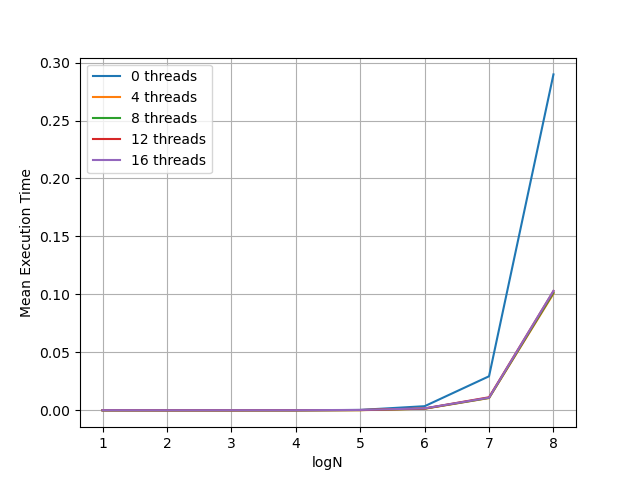 0.30
0.25
0.20
0.15
0.10
0.05
0.00
Mean Execution Time
0 threads
4 threads
8 threads
12 threads
16 threads
1 2 3 4 5 6 7 8
logN